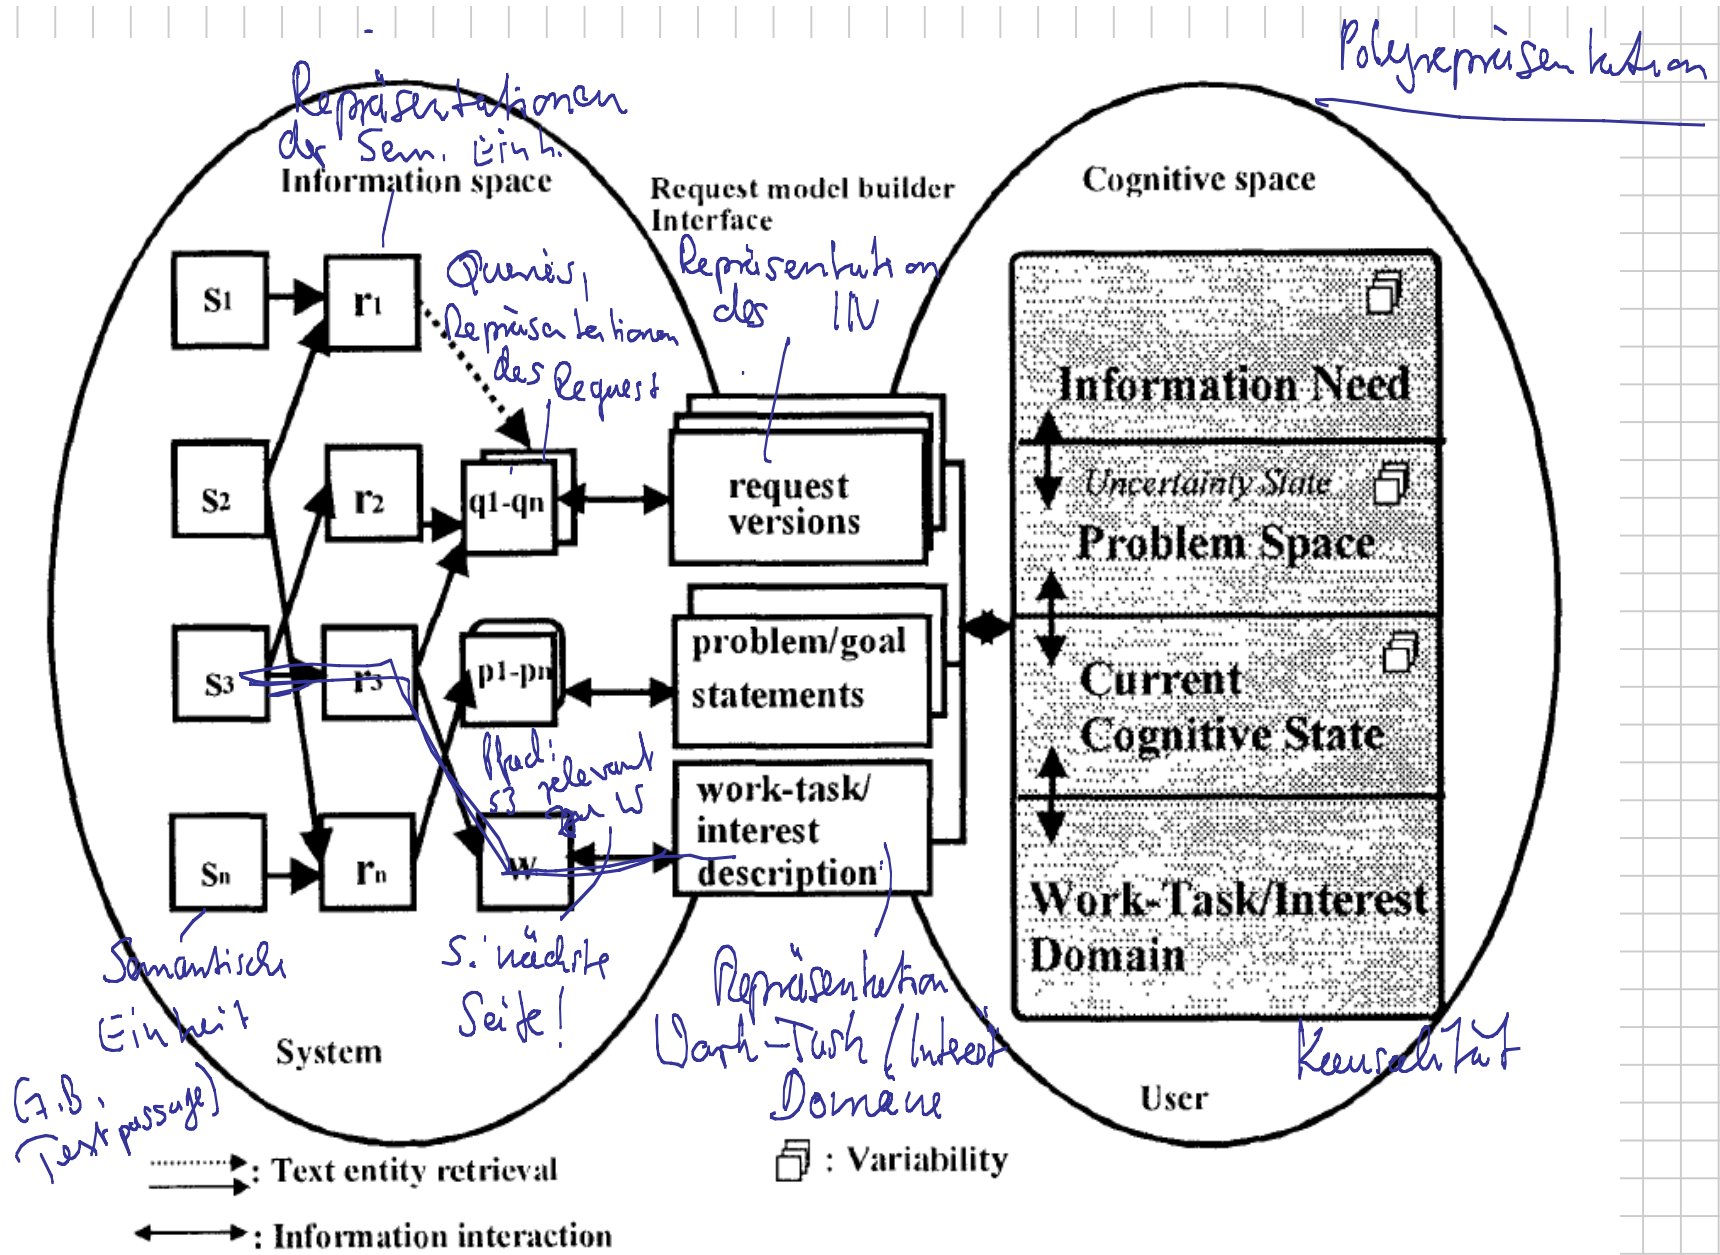 Polyrepräsentation
Repräsentationen
der Sem. Einh.
Information space
Request model builder
Interface
Cognitive space
Repräsentation
des IN
Queries,
Repräsentationen
des Request
s1
r1
Information Need
s2
r2
q1-qn
request
versions
Uncertainty State
Problem Space
s3
r3
p1-pn
problem/goal
statements
Current
Cognitive State
Pfad:
s3 relevant
zu W
sn
rn
w
work-task/
interest
description
Work-Task/Interest
Domain
Semantische
Einheit
(z.B.
Textpassage)
S. nächste
Seite!
Repräsentation
Work-Task/Interest
Domäne
Kausalität
System
User
: Text entity retrieval
: Variability
: Information interaction